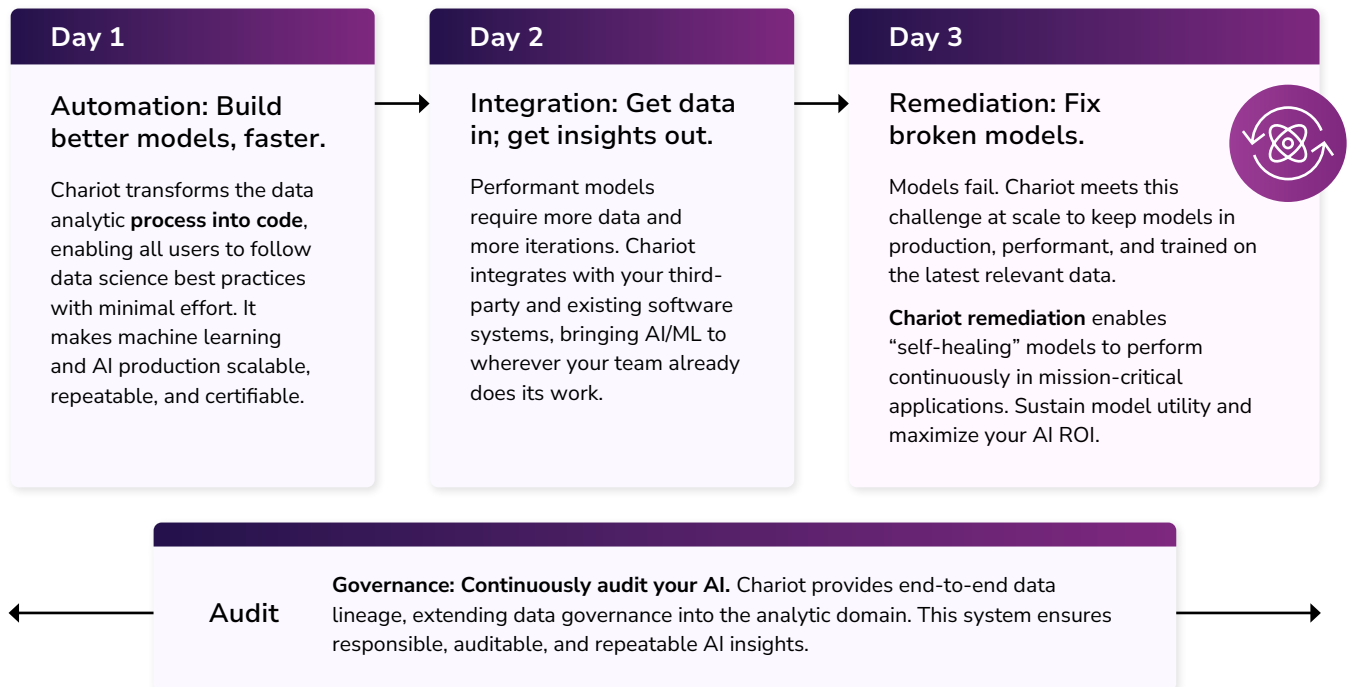 Day 1
Automation: Build
better models, faster.
Chariot transforms the data
analytic process into code,
enabling all users to follow
data science best practices
with minimal effort. It
makes machine learning
and AI production scalable,
repeatable, and certifiable.
Day 2
Integration: Get data
in; get insights out.
Performant models
require more data and
more iterations. Chariot
integrates with your third-
party and existing software
systems, bringing AI/ML to
wherever your team already
does its work.
Day 3
Remediation: Fix
broken models.
Models fail. Chariot meets this
challenge at scale to keep models in
production, performant, and trained on
the latest relevant data.
Chariot remediation enables
“self-healing” models to perform
continuously in mission-critical
applications. Sustain model utility and
maximize your AI ROI.
Audit
Governance: Continuously audit your AI. Chariot provides end-to-end data
lineage, extending data governance into the analytic domain. This system ensures
responsible, auditable, and repeatable AI insights.